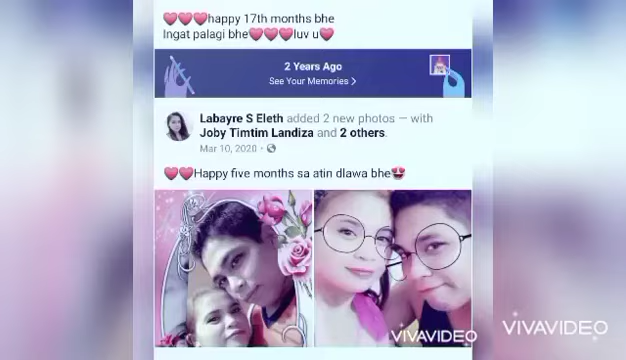 ❤❤❤happy 17th months bhe
Ingat palagi bhe❤❤❤luv u❤
2 Years Ago
See Your Memories >
Labayre S Eleth added 2 new photos — with
Joby Timtim Landiza and 2 others.
Mar 10, 2020 ·
❤❤Happy five months sa atin dlawa bhe😍
VIVAVIDEO
VIVAVIDEO